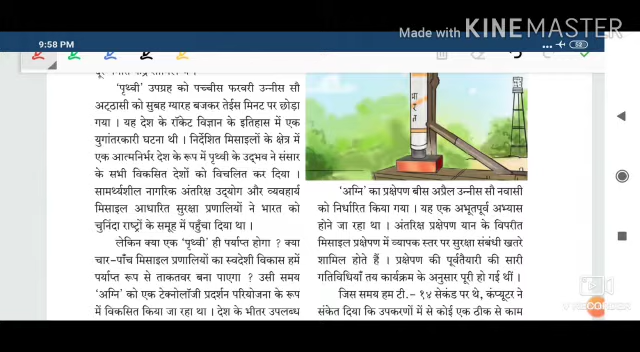 Made with KINEMASTER
9:58 PM
58
'पृथ्वी' उपग्रह को पच्चीस फरवरी उन्नीस सौ
अट्ठासी को सुबह ग्यारह बजकर तेईस मिनट पर छोड़ा
गया । यह देश के रॉकेट विज्ञान के इतिहास में एक
युगांतरकारी घटना थी । निर्देशित मिसाइलों के क्षेत्र में
एक आत्मनिर्भर देश के रूप में पृथ्वी के उद्भव ने संसार
के सभी विकसित देशों को विचलित कर दिया ।
सामर्थ्यशील नागरिक अंतरिक्ष उद्योग और व्यवहार्य
मिसाइल आधारित सुरक्षा प्रणालियों ने भारत को
चुनिंदा राष्ट्रों के समूह में पहुँचा दिया था ।
लेकिन क्या एक 'पृथ्वी' ही पर्याप्त होगा ? क्या
चार-पाँच मिसाइल प्रणालियों का स्वदेशी विकास हमें
पर्याप्त रूप से ताकतवर बना पाएगा ? उसी समय
'अग्नि' को एक टेक्नोलॉजी प्रदर्शन परियोजना के रूप
में विकसित किया जा रहा था । देश के भीतर उपलब्ध
'अग्नि' का प्रक्षेपण बीस अप्रैल उन्नीस सौ नवासी
को निर्धारित किया गया । यह एक अभूतपूर्व अभ्यास
होने जा रहा था । अंतरिक्ष प्रक्षेपण यान के विपरीत
मिसाइल प्रक्षेपण में व्यापक स्तर पर सुरक्षा संबंधी खतरे
शामिल होते हैं । प्रक्षेपण की पूर्वतैयारी की सारी
गतिविधियाँ तय कार्यक्रम के अनुसार पूरी हो गई थीं ।
जिस समय हम टी.- १४ सेकंड पर थे, कंप्यूटर ने
संकेत दिया कि उपकरणों में से कोई एक ठीक से काम
RECORDER